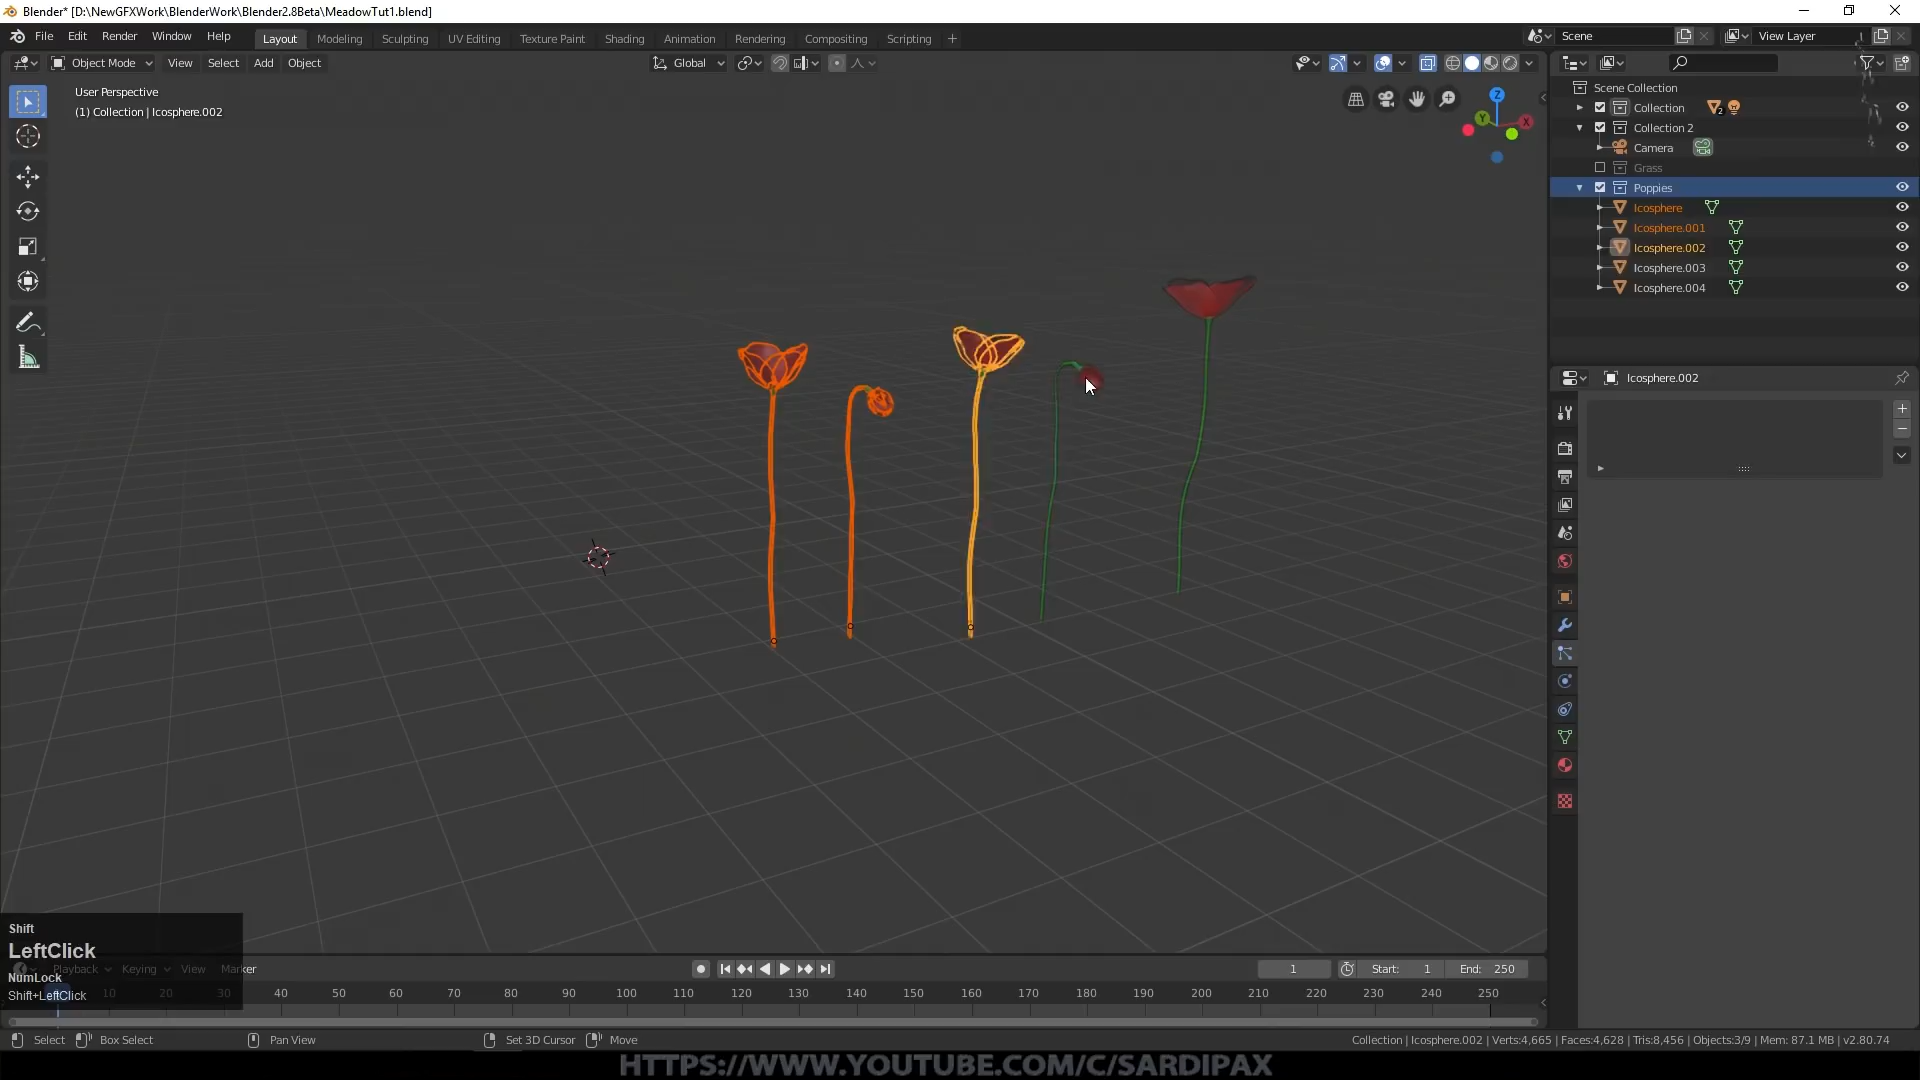 Blender* [D:\NewGFXWork\BlenderWork\Blender2.8Beta\MeadowTut1.blend]
File Edit Render Window Help Layout Modeling Sculpting UV Editing Texture Paint Shading Animation Rendering Compositing Scripting + Scene View Layer
Object Mode View Select Add Object Global
User Perspective
(1) Collection | Icosphere.002
Z
Y
X
Scene Collection
Collection 2
Collection 2
Camera
Grass
Poppies
Icosphere
Icosphere.001
Icosphere.002
Icosphere.003
Icosphere.004
Icosphere.002
Shift
LeftClick
NumLock
Shift+LeftClick
Playback Keying View Marker 1 Start: 1 End: 250
10 20 30 40 50 60 70 80 90 100 110 120 130 140 150 160 170 180 190 200 210 220 230 240 250
Select Box Select Pan View Set 3D Cursor Move Collection | Icosphere.002 | Verts:4,665 | Faces:4,628 | Tris:8,456 | Objects:3/9 | Mem: 87.1 MB | v2.80.74
HTTPS://WWW.YOUTUBE.COM/C/SARDIPAX